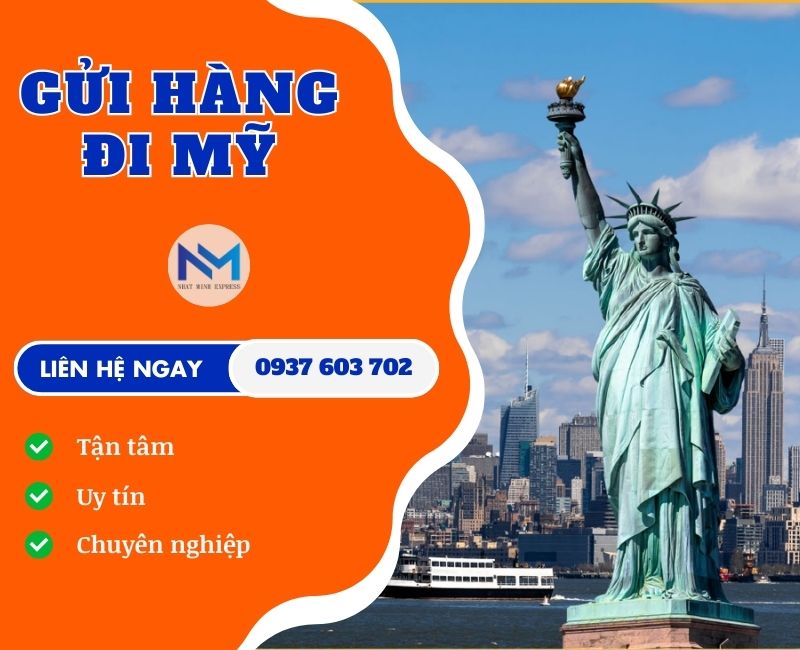 GỬI HÀNG
ĐI MỸ
NHAT MINH EXPRESS
LIÊN HỆ NGAY
0937 603 702
Tận tâm
Uy tín
Chuyên nghiệp